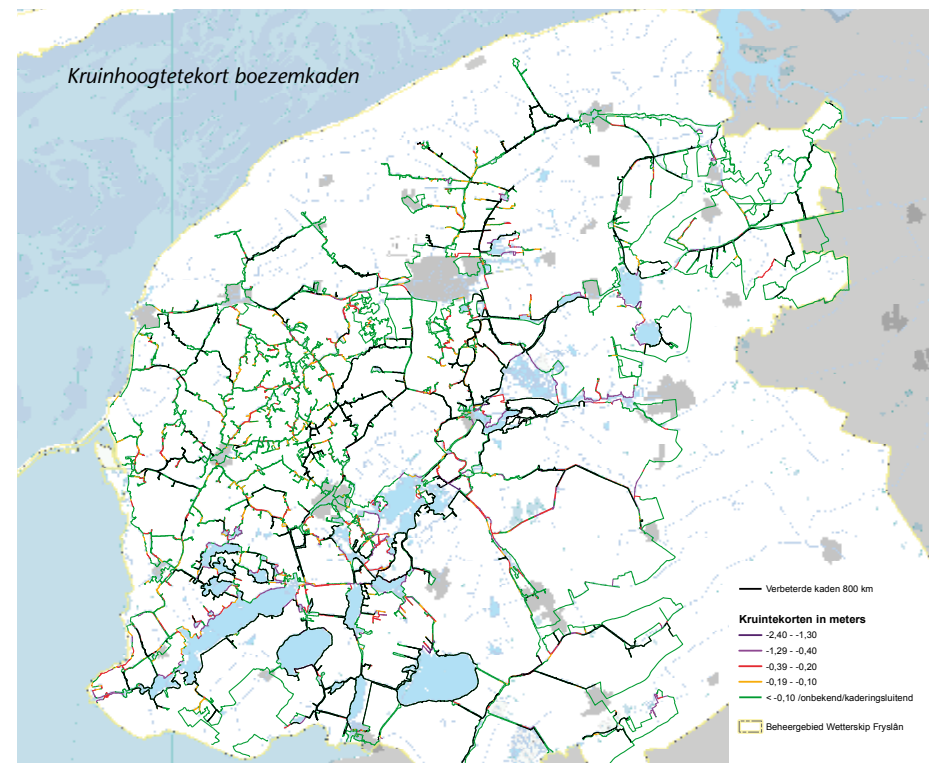 Kruinhoogtetekort boezemkaden
Verbeterde kaden 800 km
Kruintekorten in meters
-2,40 - -1,30
-1,29 - -0,40
-0,39 - -0,20
-0,19 - -0,10
< -0,10 /onbekend/kaderingsluitend
Beheergebied Wetterskip Fryslân